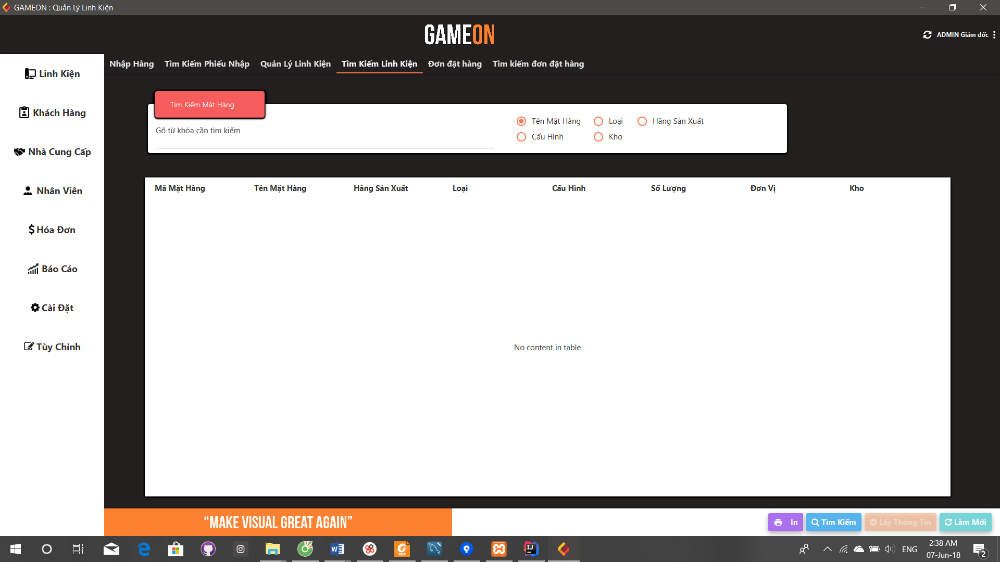 GAMEON : Quản Lý Linh Kiện
GAMEON
ADMIN Giám đốc
Nhập Hàng Tìm Kiếm Phiếu Nhập Quản Lý Linh Kiện Tìm Kiếm Linh Kiện Đơn đặt hàng Tìm kiếm đơn đặt hàng
Linh Kiện
Khách Hàng
Nhà Cung Cấp
Nhân Viên
Hóa Đơn
Báo Cáo
Cài Đặt
Tùy Chỉnh
Tìm Kiếm Mặt Hàng
Gõ từ khóa cần tìm kiếm
Tên Mặt Hàng Loại Hãng Sản Xuất
Cấu Hình Kho
Mã Mặt Hàng Tên Mặt Hàng Hãng Sản Xuất Loại Cấu Hình Số Lượng Đơn Vị Kho
No content in table
“MAKE VISUAL GREAT AGAIN”
In Tìm Kiếm Lấy Thông Tin Làm Mới
ENG
2:38 AM
07-Jun-18
2